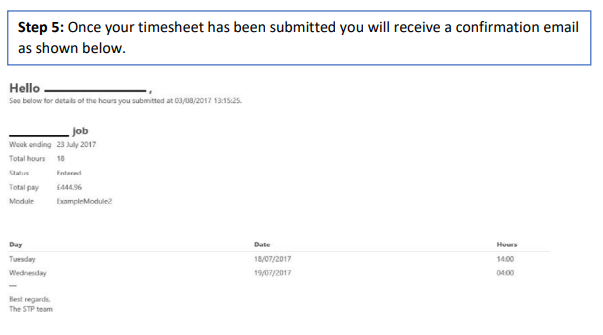 Step 5: Once your timesheet has been submitted you will receive a confirmation email
as shown below.
Hello ,
See below for details of the hours you submitted at 03/08/2017 13:15:25.
job
Week ending 23 July 2017
Total hours 18
Status Entered
Total pay £444.96
Module ExampleModule2
Day Date Hours
Tuesday 18/07/2017 14:00
Wednesday 19/07/2017 04:00
—
Best regards,
The STP team